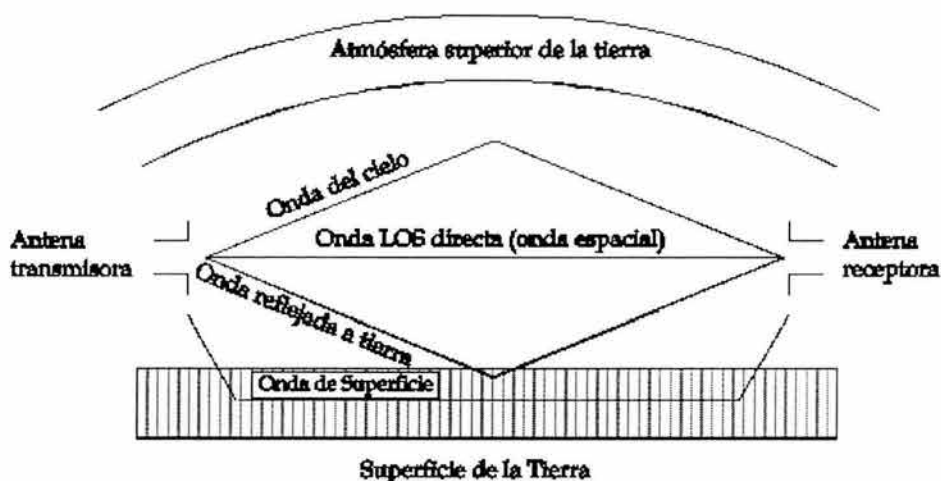 Atmósfera superior de la tierra
Onda del cielo
Onda LOS directa (onda espacial)
Antena
transmisora
Antena
receptora
Onda reflejada a tierra
Onda de Superficie
Superficie de la Tierra